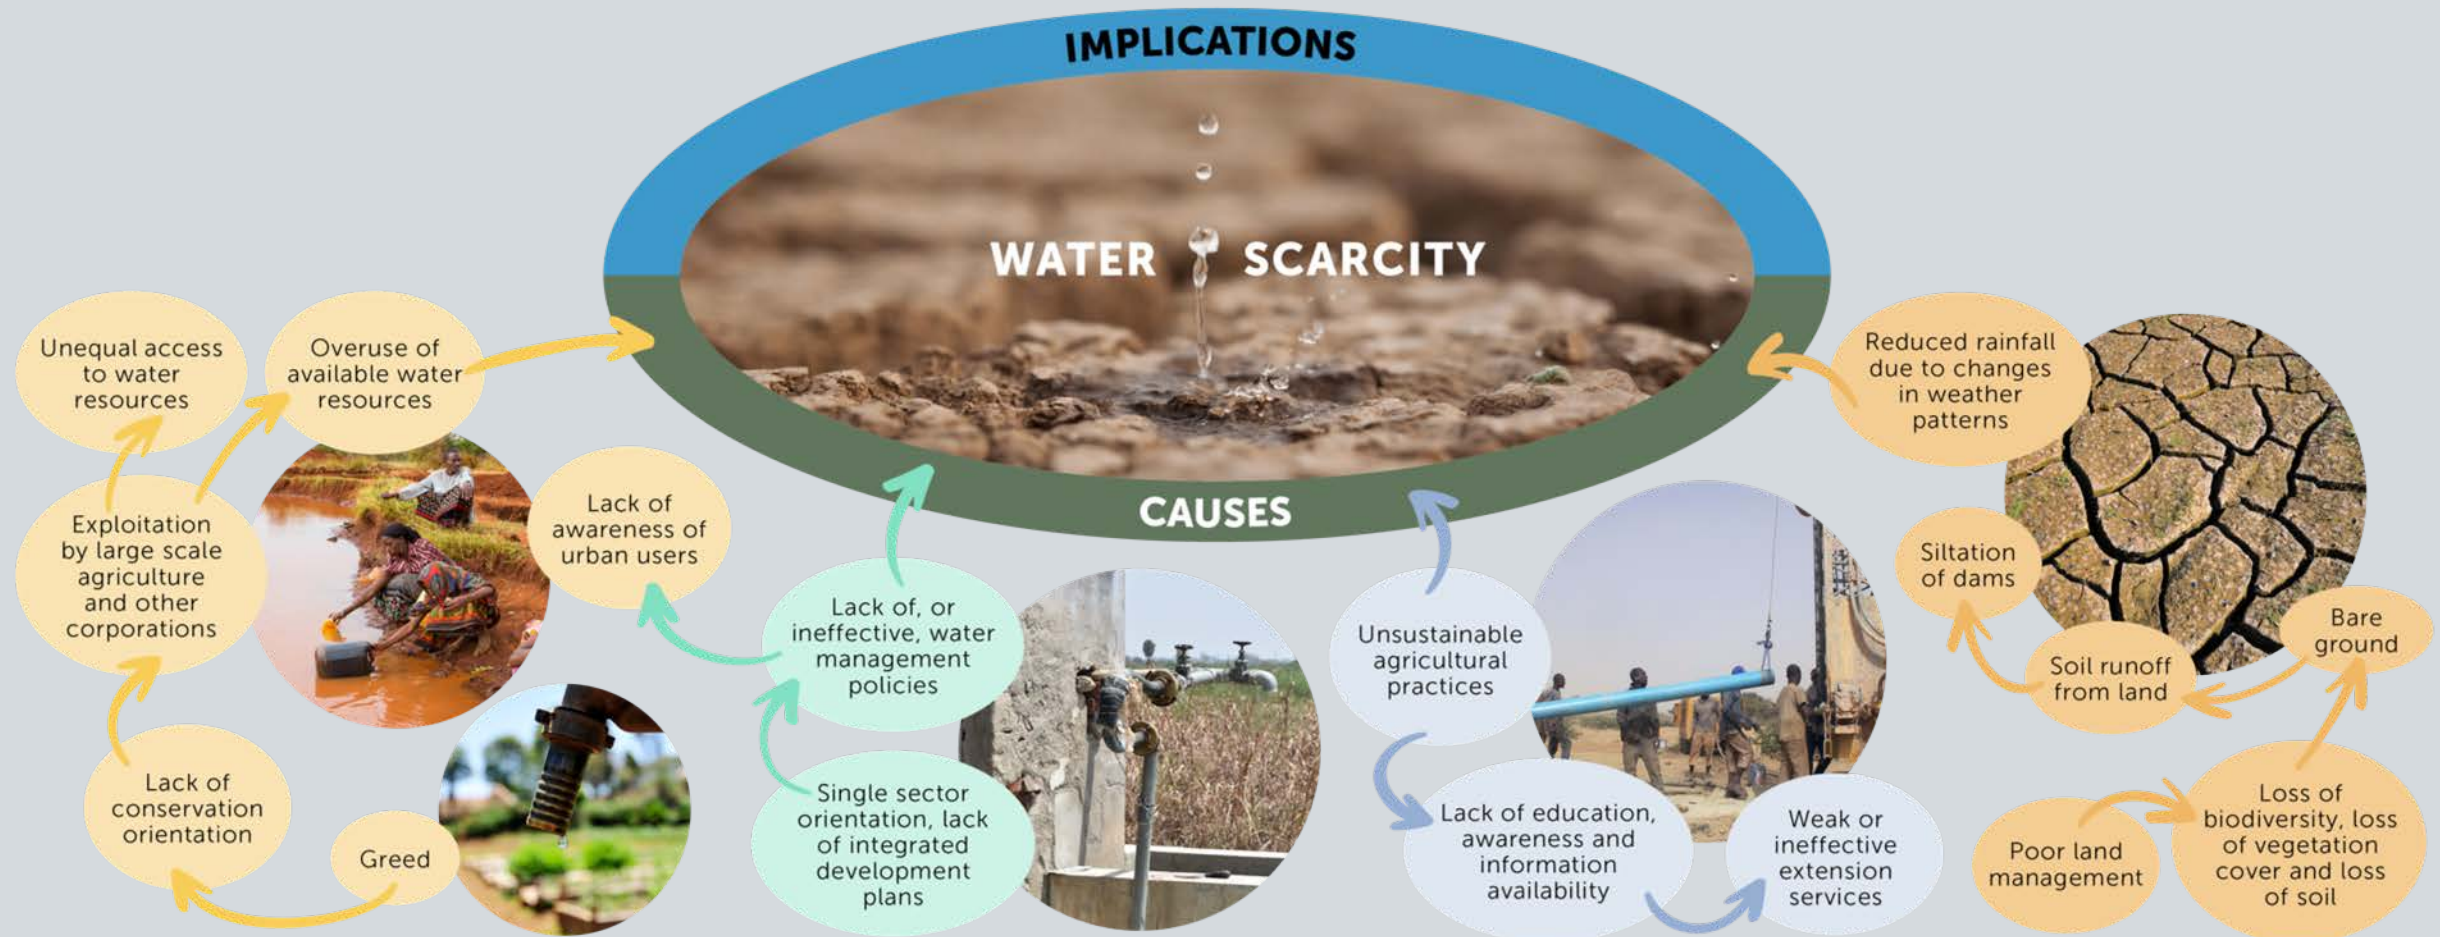 IMPLICATIONS
WATER SCARCITY
CAUSES
Unequal access
to water
resources
Overuse of
available water
resources
Exploitation
by large scale
agriculture
and other
corporations
Lack of
conservation
orientation
Greed
Lack of
awareness of
urban users
Lack of, or
ineffective, water
management
policies
Single sector
orientation, lack
of integrated
development
plans
Unsustainable
agricultural
practices
Lack of education,
awareness and
information
availability
Weak or
ineffective
extension
services
Reduced rainfall
due to changes
in weather
patterns
Siltation
of dams
Soil runoff
from land
Bare
ground
Poor land
management
Loss of
biodiversity, loss
of vegetation
cover and loss
of soil